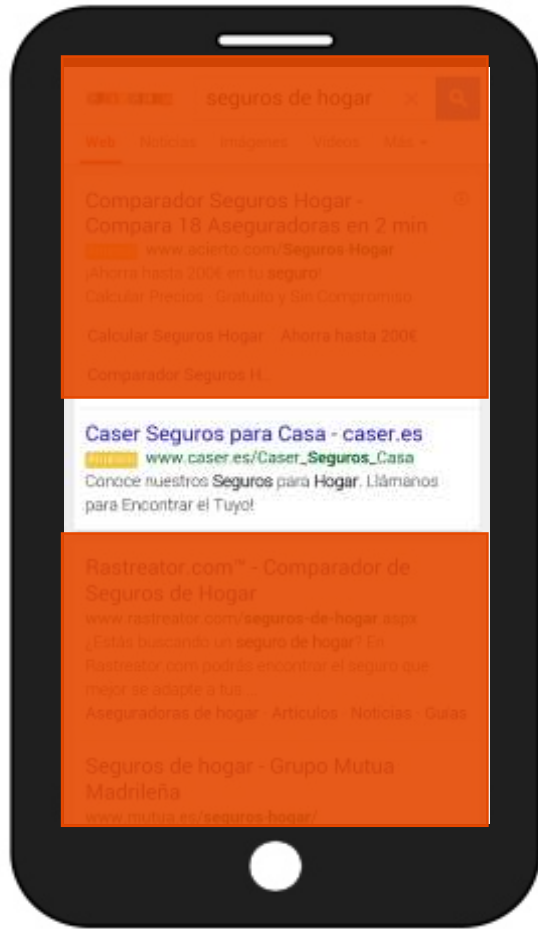 seguros de hogar
Web Noticias Imágenes Vídeos Más
Comparador Seguros Hogar -
Compara 18 Aseguradoras en 2 min
www.acierto.com/Seguros-Hogar
¡Ahorra hasta 200€ en tu seguro!
Calcular Precios · Gratuito y Sin Compromiso
Calcular Seguros Hogar Ahorra hasta 200€
Comparador Seguros H...
Caser Seguros para Casa - caser.es
www.caser.es/Caser_Seguros_Casa
Conoce nuestros Seguros para Hogar. Llámanos
para Encontrar el Tuyo!
Rastreator.com™ - Comparador de
Seguros de Hogar
www.rastreator.com/seguros-de-hogar.aspx
¿Estás buscando un seguro de hogar? En
Rastreator.com podrás encontrar el seguro que
mejor se adapte a tus ...
Aseguradoras de hogar · Artículos · Noticias · Guías
Seguros de hogar - Grupo Mutua
Madrileña
www.mutua.es/seguros-hogar/